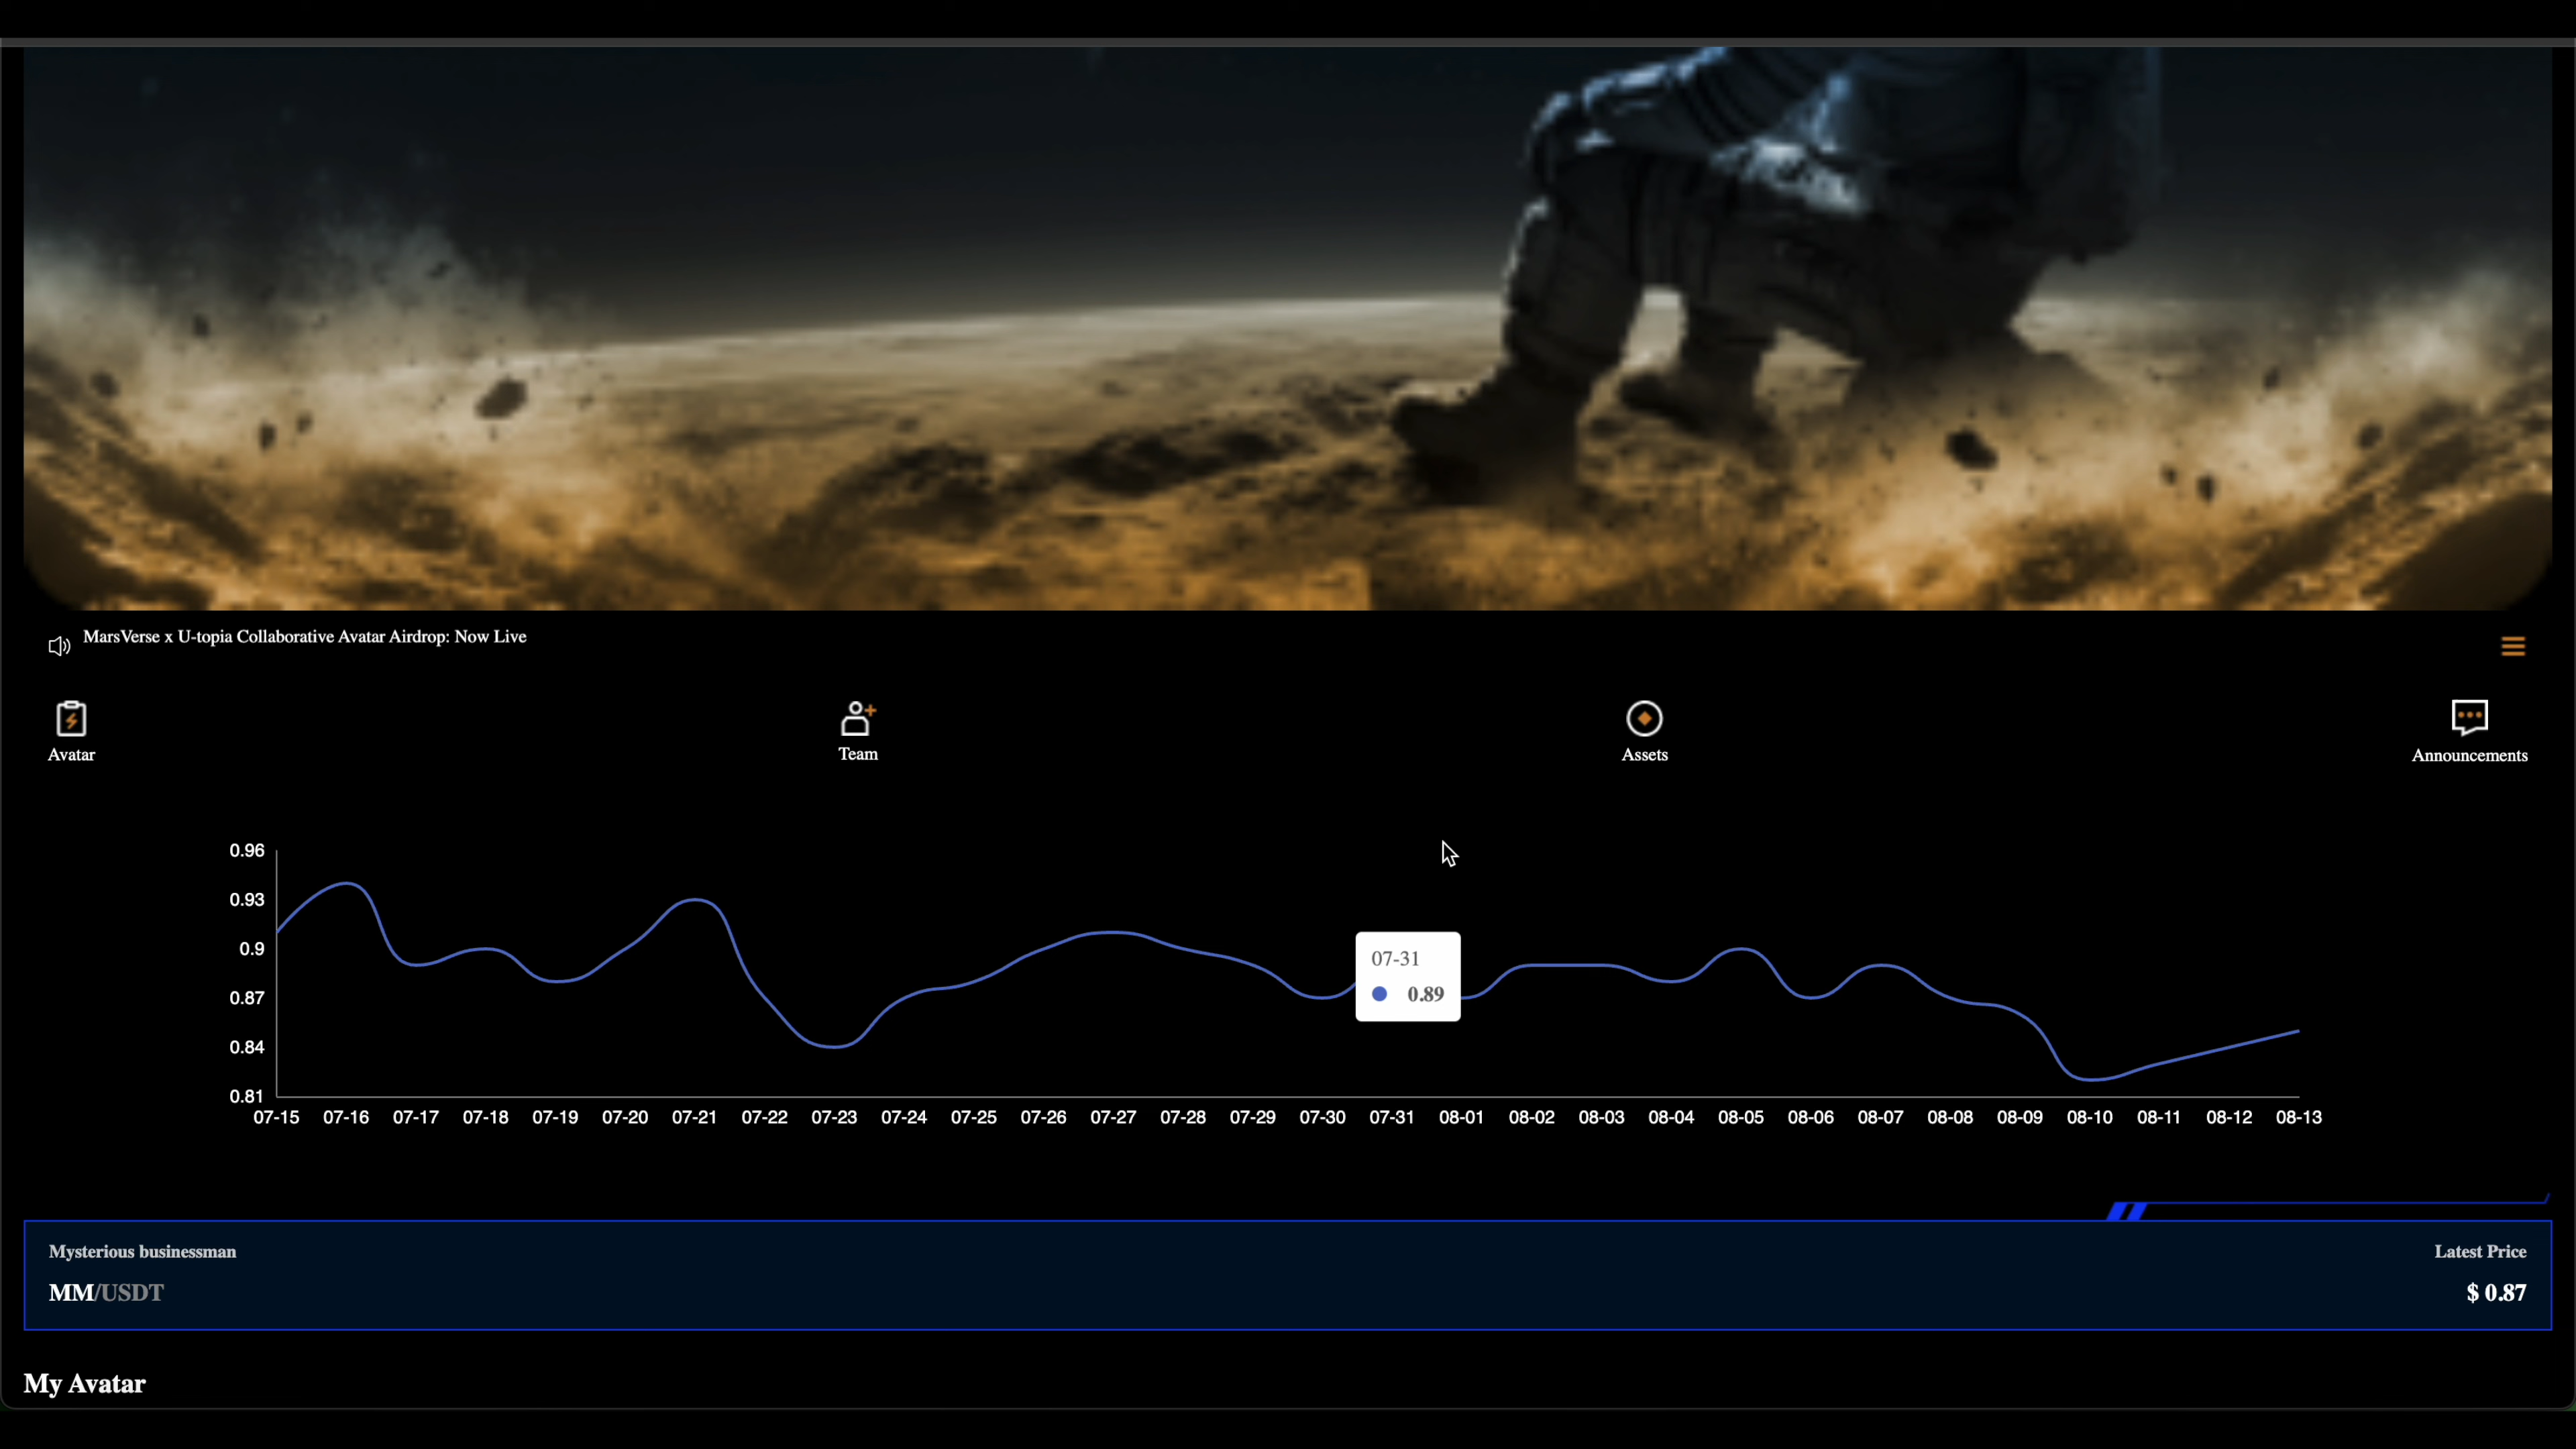 MarsVerse x U-topia Collaborative Avatar Airdrop: Now Live
Avatar
Team
Assets
Announcements
0.96
0.93
0.9
0.87
0.84
0.81
07-31
0.89
07-15 07-16 07-17 07-18 07-19 07-20 07-21 07-22 07-23 07-24 07-25 07-26 07-27 07-28 07-29 07-30 07-31 08-01 08-02 08-03 08-04 08-05 08-06 08-07 08-08 08-09 08-10 08-11 08-12 08-13
Mysterious businessman
Latest Price
MM/USDT
$ 0.87
My Avatar